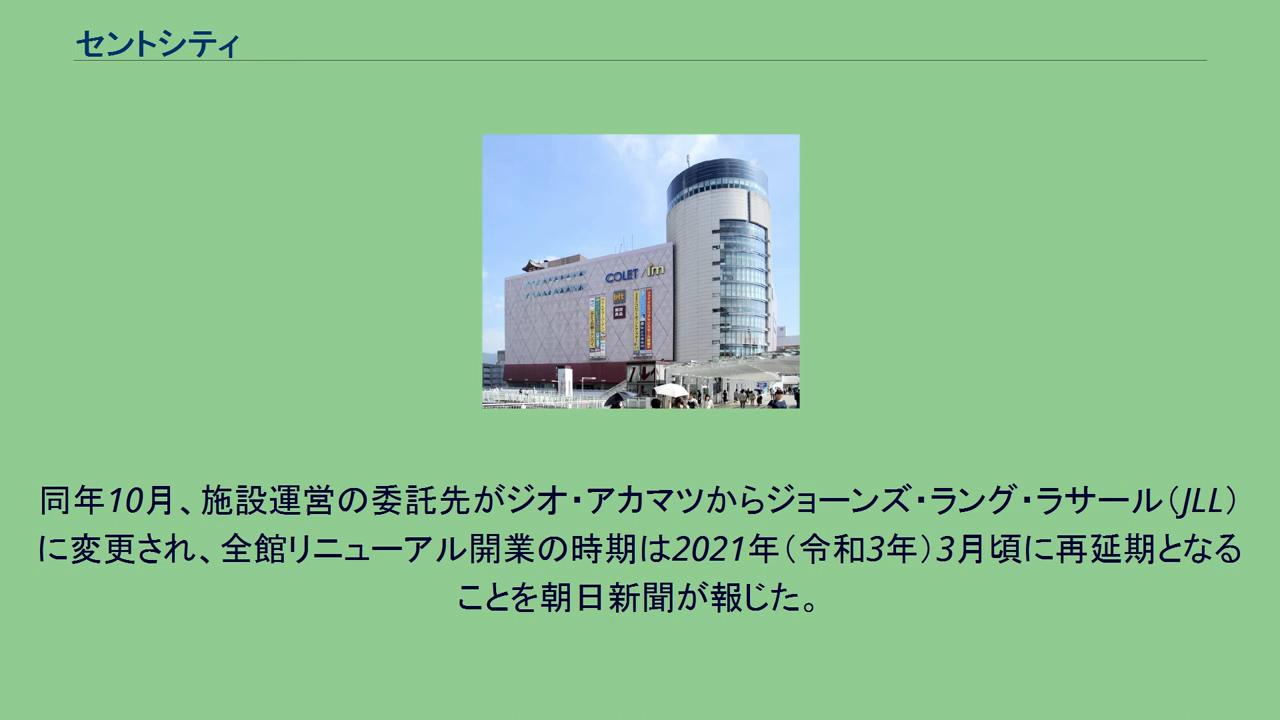 セントシティ
COLET / i'm
無印
良品
同年10月、施設運営の委託先がジオ・アカマツからジョーンズ・ラング・ラサール（JLL）
に変更され、全館リニューアル開業の時期は2021年（令和3年）3月頃に再延期となる
ことを朝日新聞が報じた。